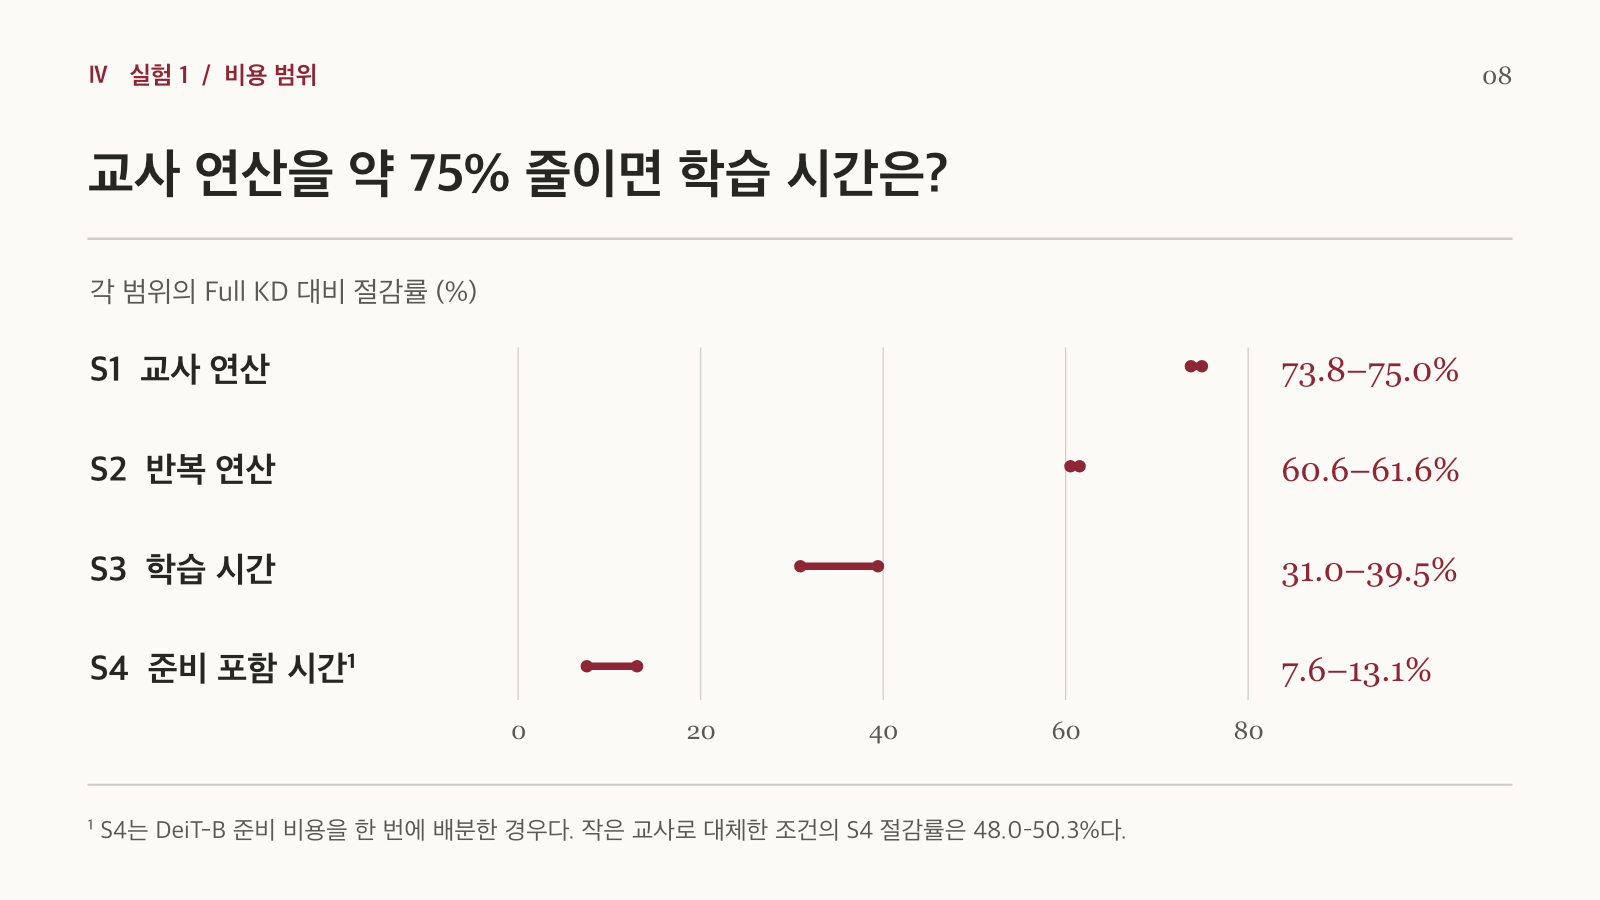 IV 실험 1 / 비용 범위
08
교사 연산을 약 75% 줄이면 학습 시간은?
각 범위의 Full KD 대비 절감률 (%)
S1 교사 연산
73.8–75.0%
S2 반복 연산
60.6–61.6%
S3 학습 시간
31.0–39.5%
S4 준비 포함 시간¹
7.6–13.1%
0 20 40 60 80
¹ S4는 DeiT-B 준비 비용을 한 번에 배분한 경우다. 작은 교사로 대체한 조건의 S4 절감률은 48.0-50.3%다.